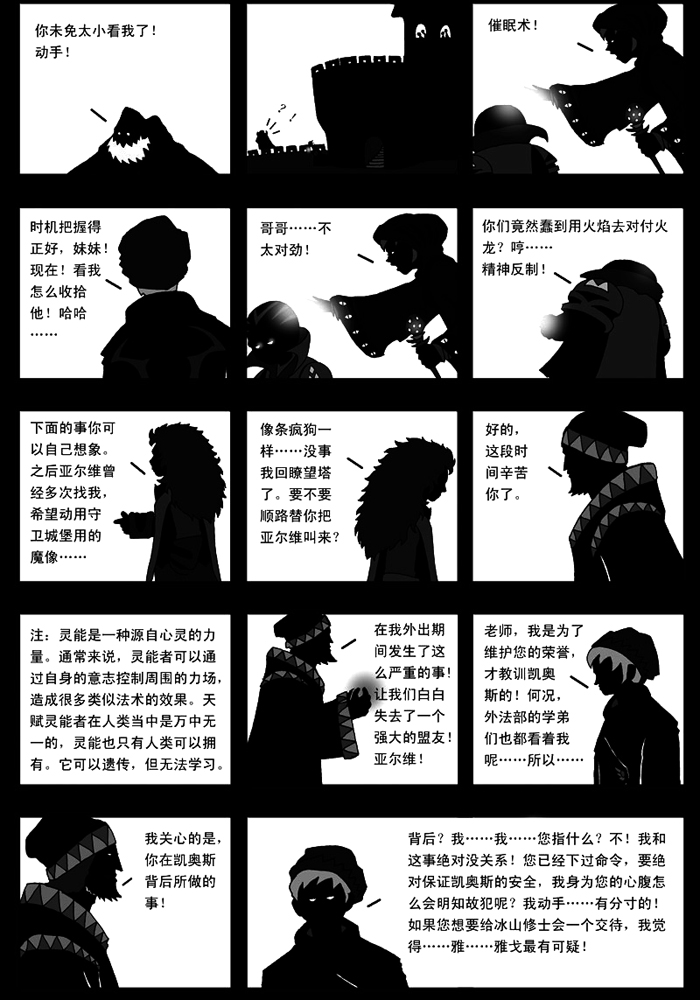 你未免太小看我了！
动手！
?
!
催眠术！
时机把握得
正好，妹妹！
现在！看我
怎么收拾
他！哈哈
……
哥哥……不
太对劲！
你们竟然蠢到用火焰去对付火
龙？哼……
精神反制！
下面的事你可
以自己想象。
之后亚尔维曾
经多次找我，
希望动用守
卫城堡用的
魔像……
像条疯狗一
样……没事
我回瞭望塔
了。要不要
顺路替你把
亚尔维叫来？
好的，
这段时
间辛苦
你了。
注：灵能是一种源自心灵的力
量。通常来说，灵能者可以通
过自身的意志控制周围的力场，
造成很多类似法术的效果。天
赋灵能者在人类当中是万中无
一的，灵能也只有人类可以拥
有。它可以遗传，但无法学习。
在我外出期
间发生了这
么严重的事！
让我们白白
失去了一个
强大的盟友！
亚尔维！
老师，我是为了
维护您的荣誉，
才教训凯奥
斯的！何况，
外法部的学弟
们也都看着我
呢……所以……
我关心的是，
你在凯奥斯
背后所做的
事！
背后？我……我……您指什么？不！我和
这事绝对没关系！您已经下过命令，要绝
对保证凯奥斯的安全，我身为您的心腹怎
么会明知故犯呢？我动手……有分寸的！
如果您想要给冰山修士会一个交待，我觉
得……雅……雅戈最有可疑！